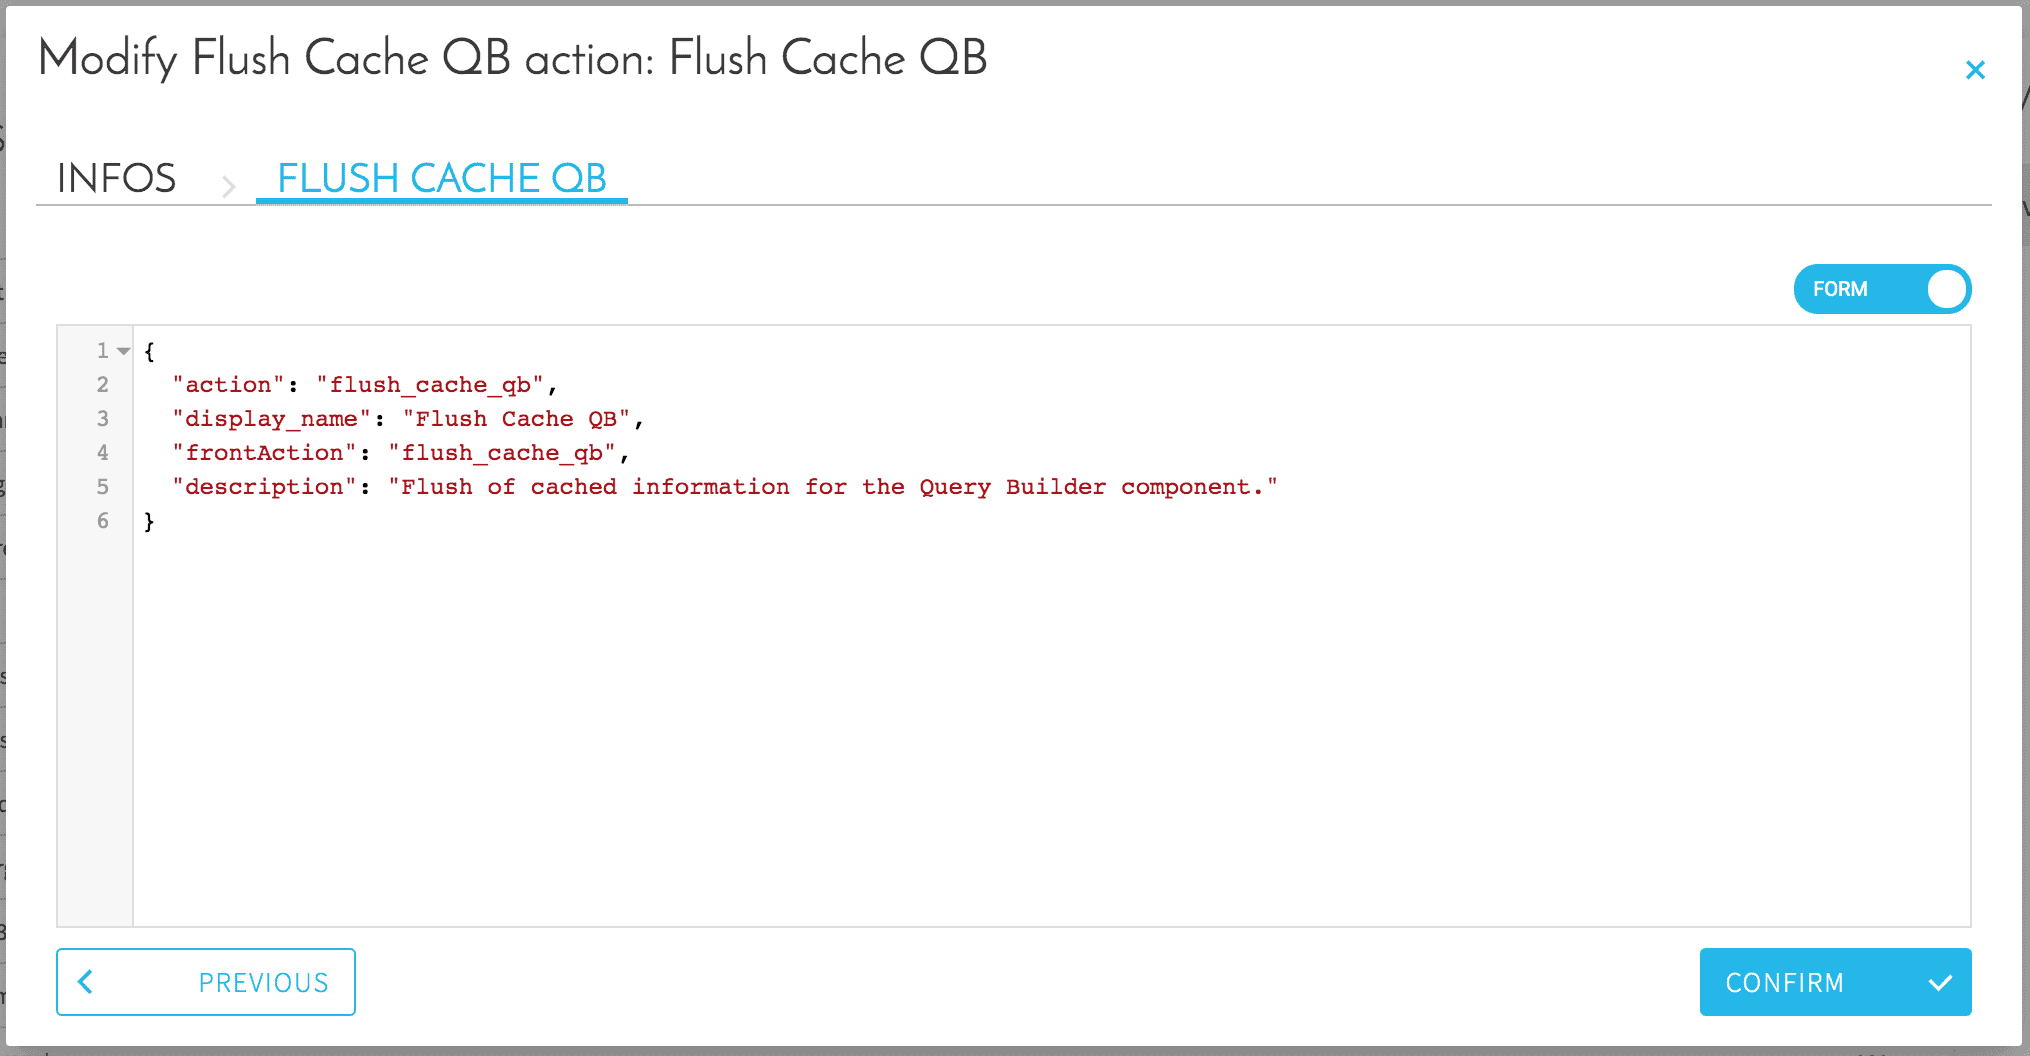 Modify Flush Cache QB action: Flush Cache QB
INFOS
FLUSH CACHE QB
FORM
1 {
2 "action": "flush_cache_qb",
3 "display_name": "Flush Cache QB",
4 "frontAction": "flush_cache_qb",
5 "description": "Flush of cached information for the Query Builder component."
6 }
PREVIOUS
CONFIRM